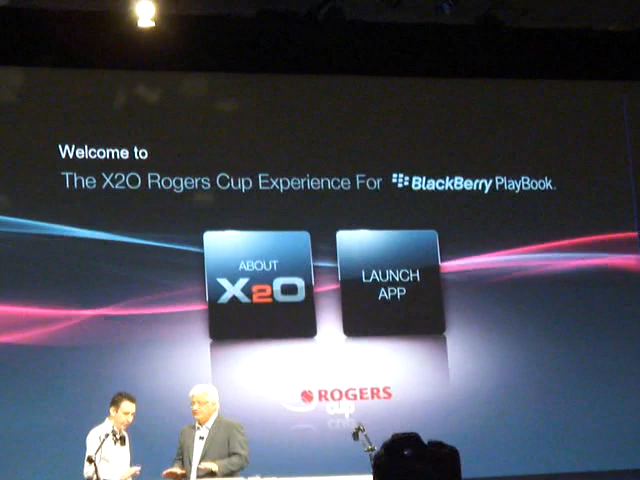 Welcome to
The X2O Rogers Cup Experience For BlackBerry PlayBook.
ABOUT
X2O
LAUNCH
APP
ROGERS
cup